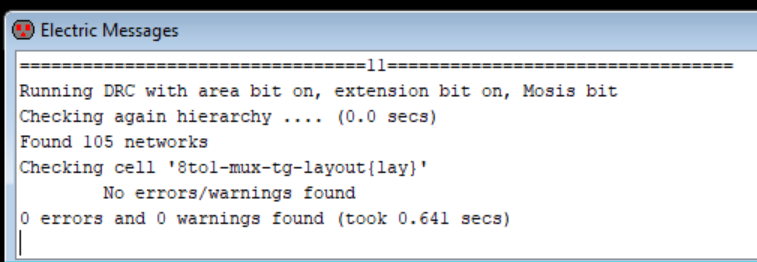 Electric Messages
=================================11=================================
Running DRC with area bit on, extension bit on, Mosis bit
Checking again hierarchy .... (0.0 secs)
Found 105 networks
Checking cell '8to1-mux-tg-layout{lay}'
No errors/warnings found
0 errors and 0 warnings found (took 0.641 secs)